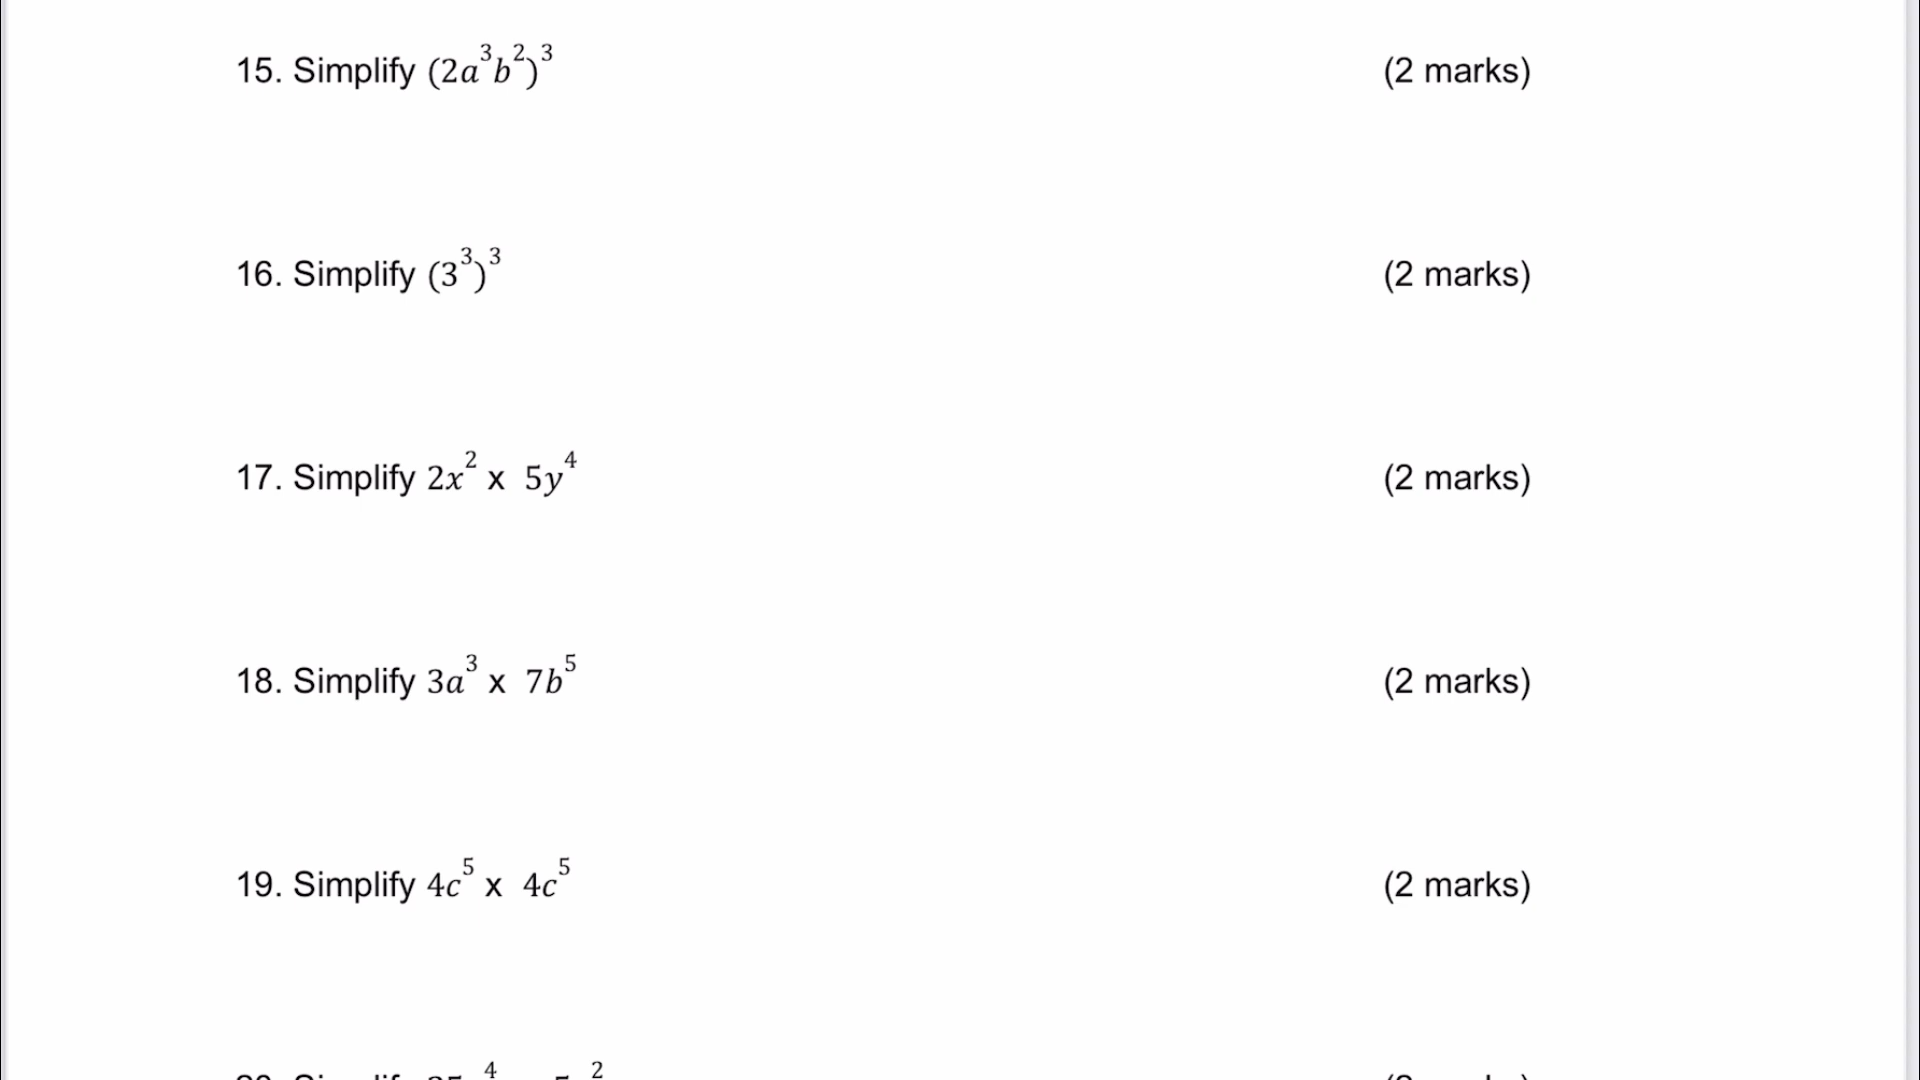 15. Simplify (2a³b²)³ (2 marks)
16. Simplify (3³)³ (2 marks)
17. Simplify 2x² x 5y⁴ (2 marks)
18. Simplify 3a³ x 7b⁵ (2 marks)
19. Simplify 4c⁵ x 4c⁵ (2 marks)